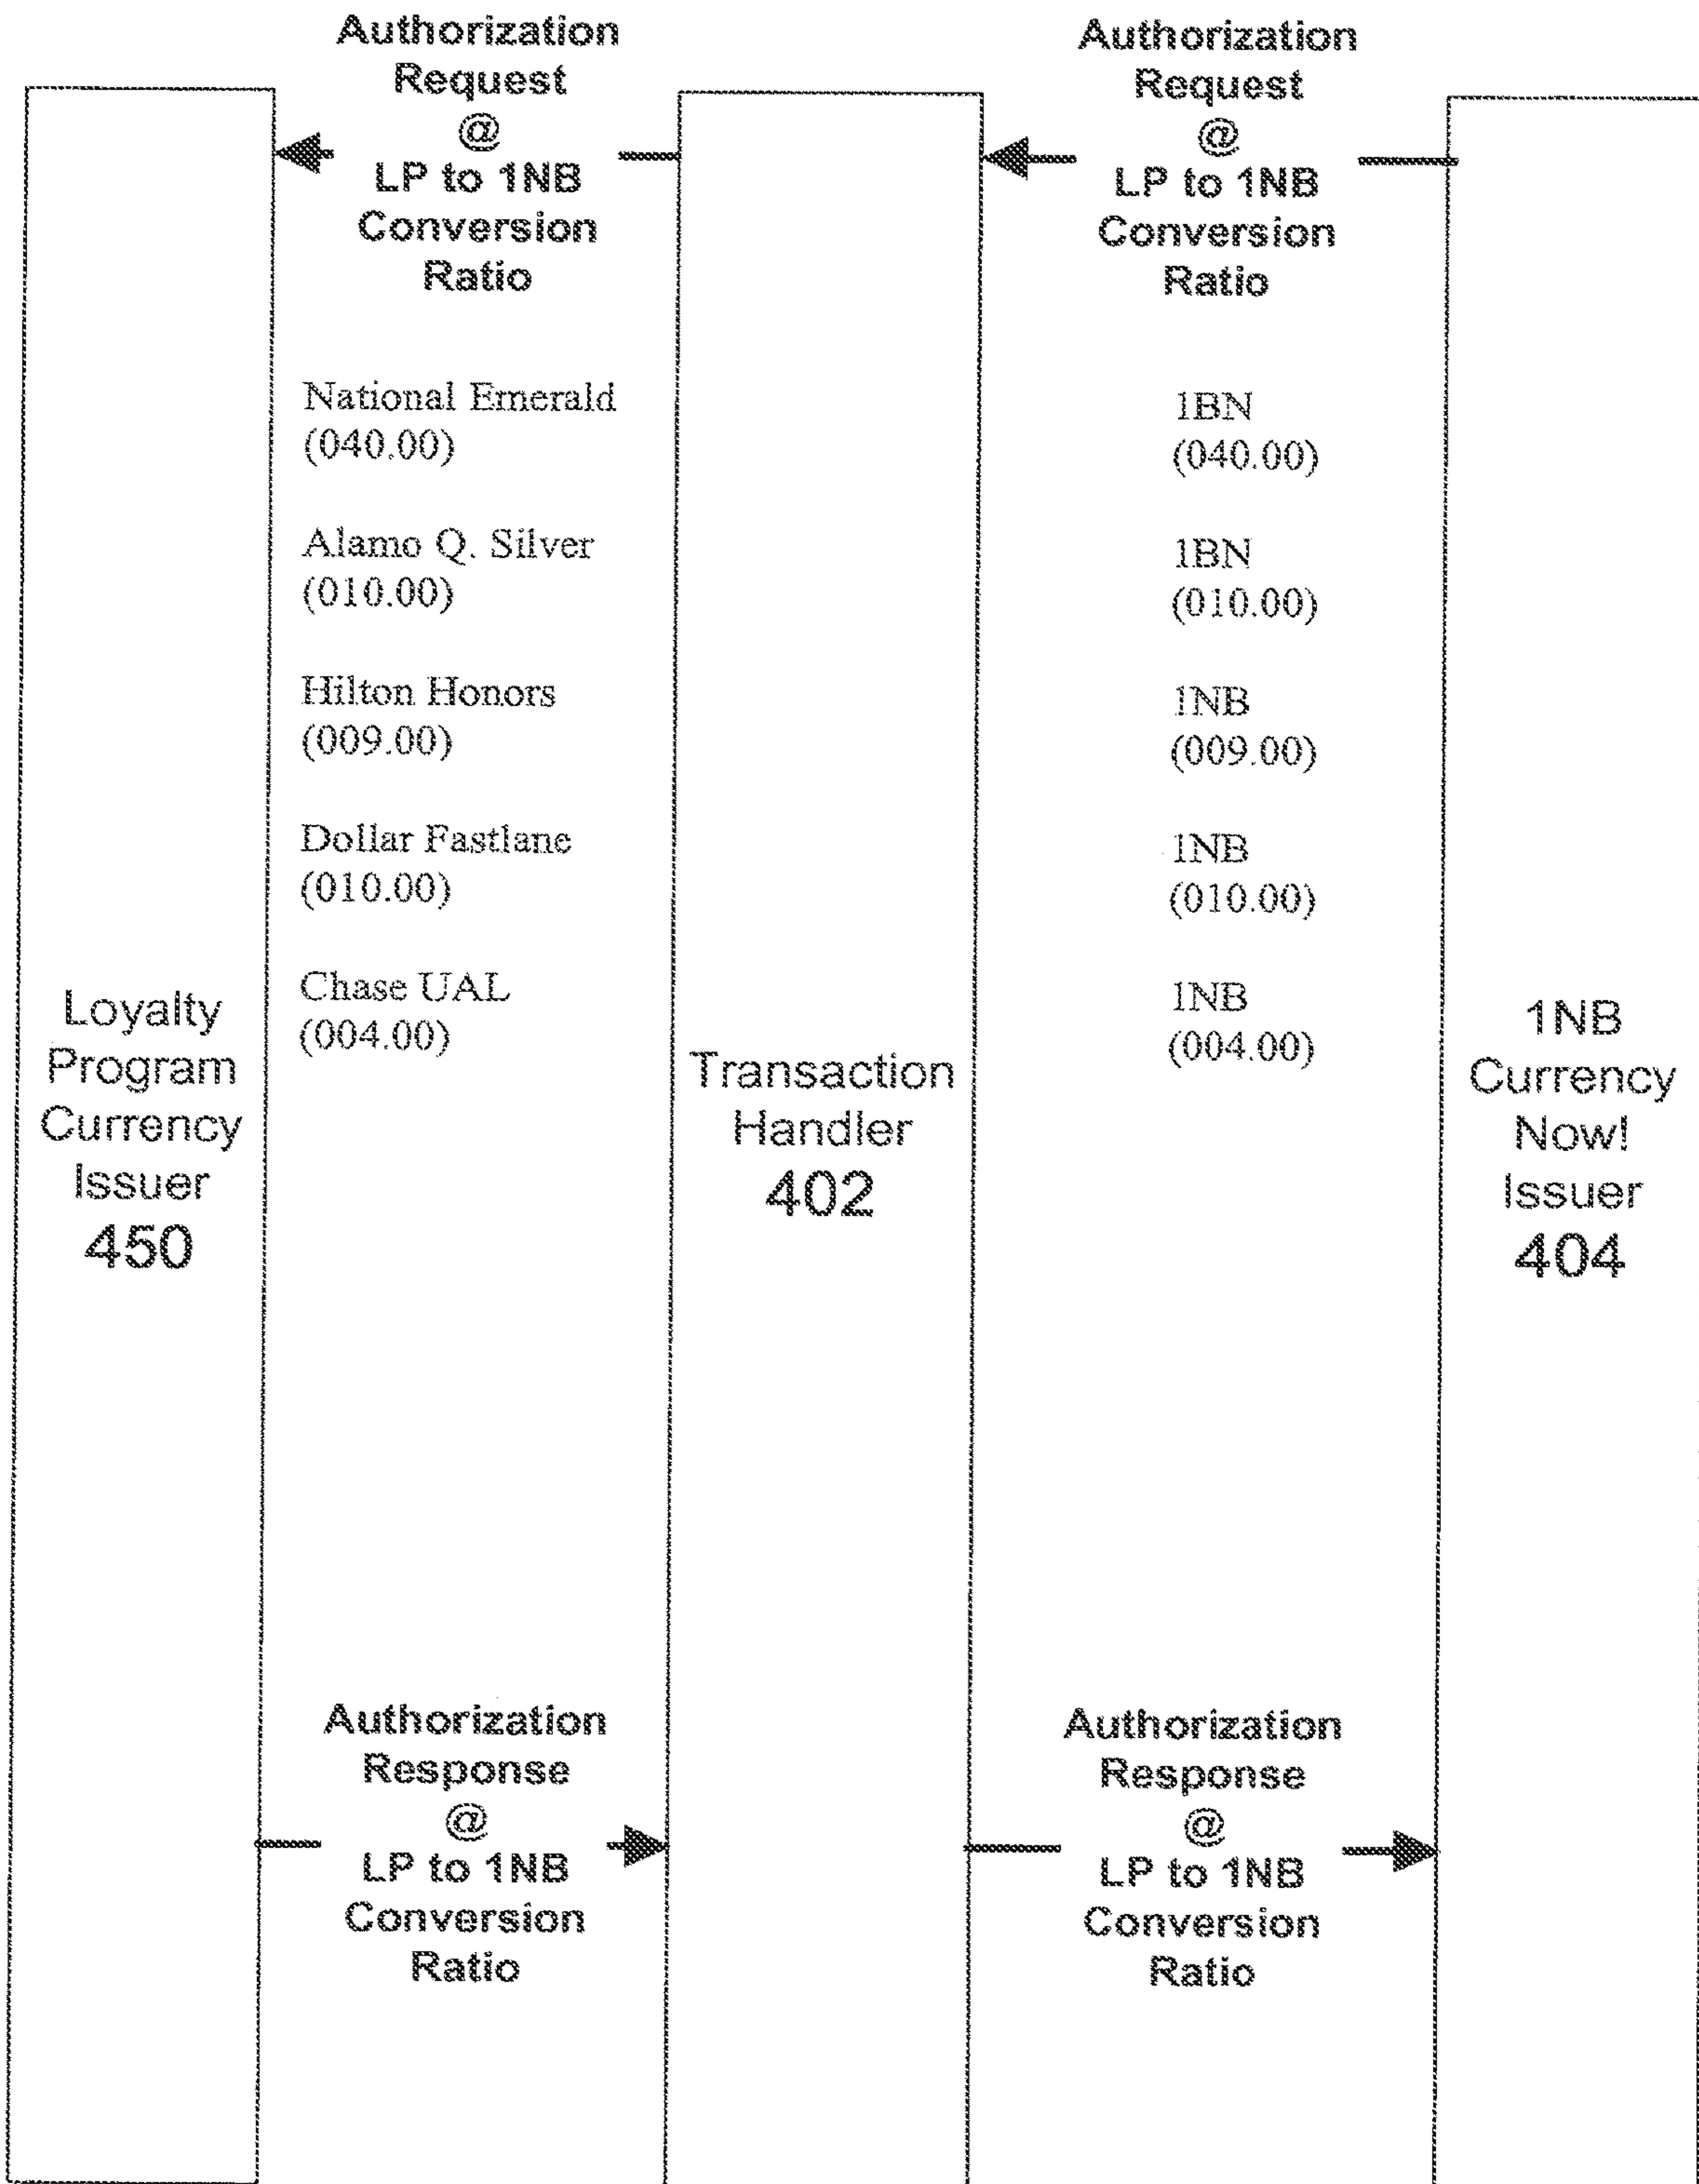 Authorization
Request
@
LP to 1NB
Conversion
Ratio
Authorization
Request
@
LP to 1NB
Conversion
Ratio
National Emerald
(040.00)
Alamo Q. Silver
(010.00)
Hilton Honors
(009.00)
Dollar Fastlane
(010.00)
Chase UAL
(004.00)
1BN
(040.00)
1BN
(010.00)
1NB
(009.00)
1NB
(010.00)
1NB
(004.00)
Loyalty
Program
Currency
Issuer
450
Transaction
Handler
402
1NB
Currency
Now!
Issuer
404
Authorization
Response
@
LP to 1NB
Conversion
Ratio
Authorization
Response
@
LP to 1NB
Conversion
Ratio